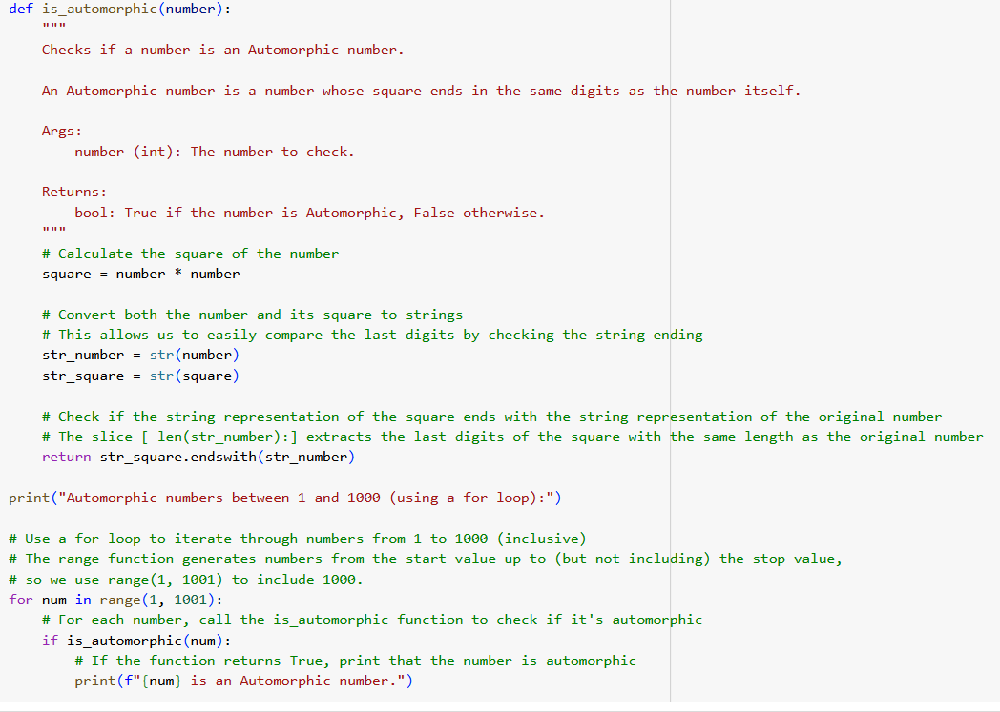 def is_automorphic(number):
    """
    Checks if a number is an Automorphic number.

    An Automorphic number is a number whose square ends in the same digits as the number itself.

    Args:
        number (int): The number to check.

    Returns:
        bool: True if the number is Automorphic, False otherwise.
    """
    # Calculate the square of the number
    square = number * number

    # Convert both the number and its square to strings
    # This allows us to easily compare the last digits by checking the string ending
    str_number = str(number)
    str_square = str(square)

    # Check if the string representation of the square ends with the string representation of the original number
    # The slice [-len(str_number):] extracts the last digits of the square with the same length as the original number
    return str_square.endswith(str_number)

print("Automorphic numbers between 1 and 1000 (using a for loop):")

# Use a for loop to iterate through numbers from 1 to 1000 (inclusive)
# The range function generates numbers from the start value up to (but not including) the stop value,
# so we use range(1, 1001) to include 1000.
for num in range(1, 1001):
    # For each number, call the is_automorphic function to check if it's automorphic
    if is_automorphic(num):
        # If the function returns True, print that the number is automorphic
        print(f"{num} is an Automorphic number.")